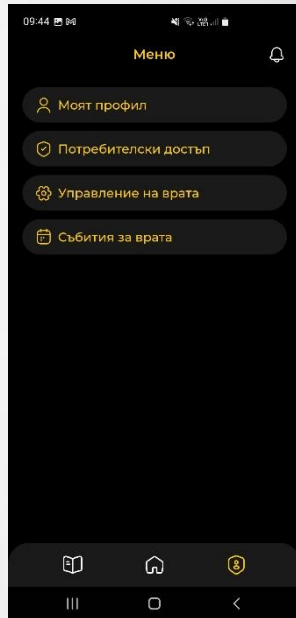 09:44
Меню
Моят профил
Потребителски достъп
Управление на врата
Събития за врата